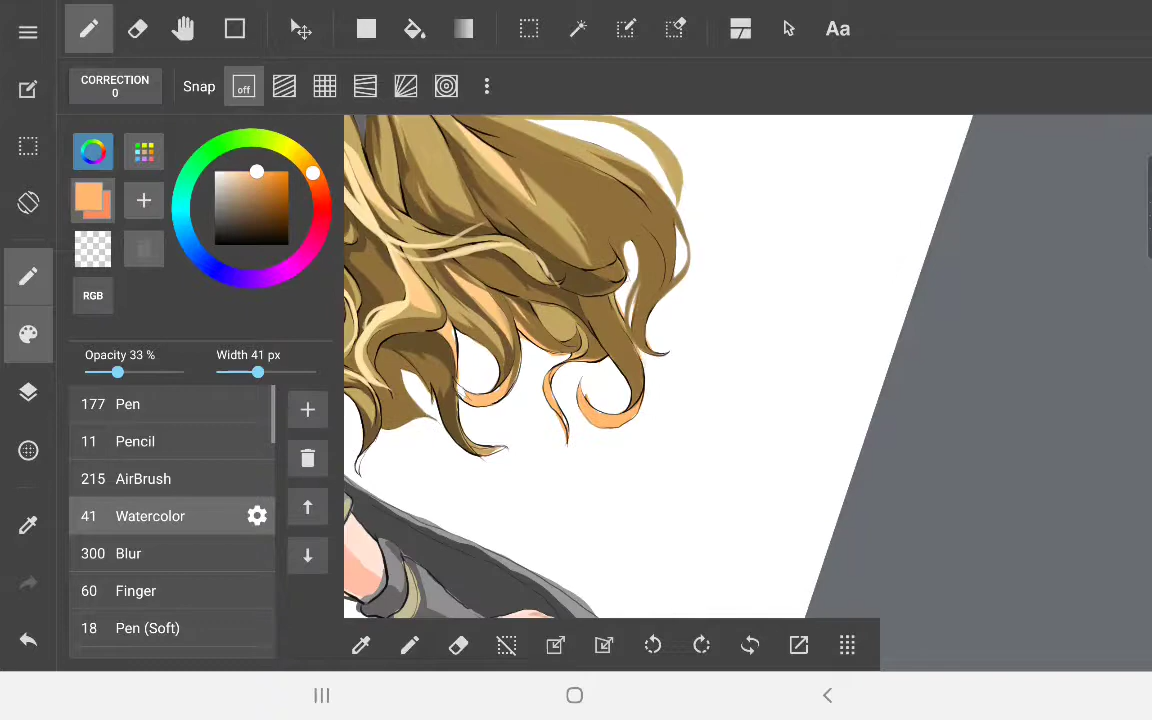 Aa
CORRECTION
0
Snap
off
RGB
Opacity 33 %
Width 41 px
177 Pen
11 Pencil
215 AirBrush
41 Watercolor
300 Blur
60 Finger
18 Pen (Soft)